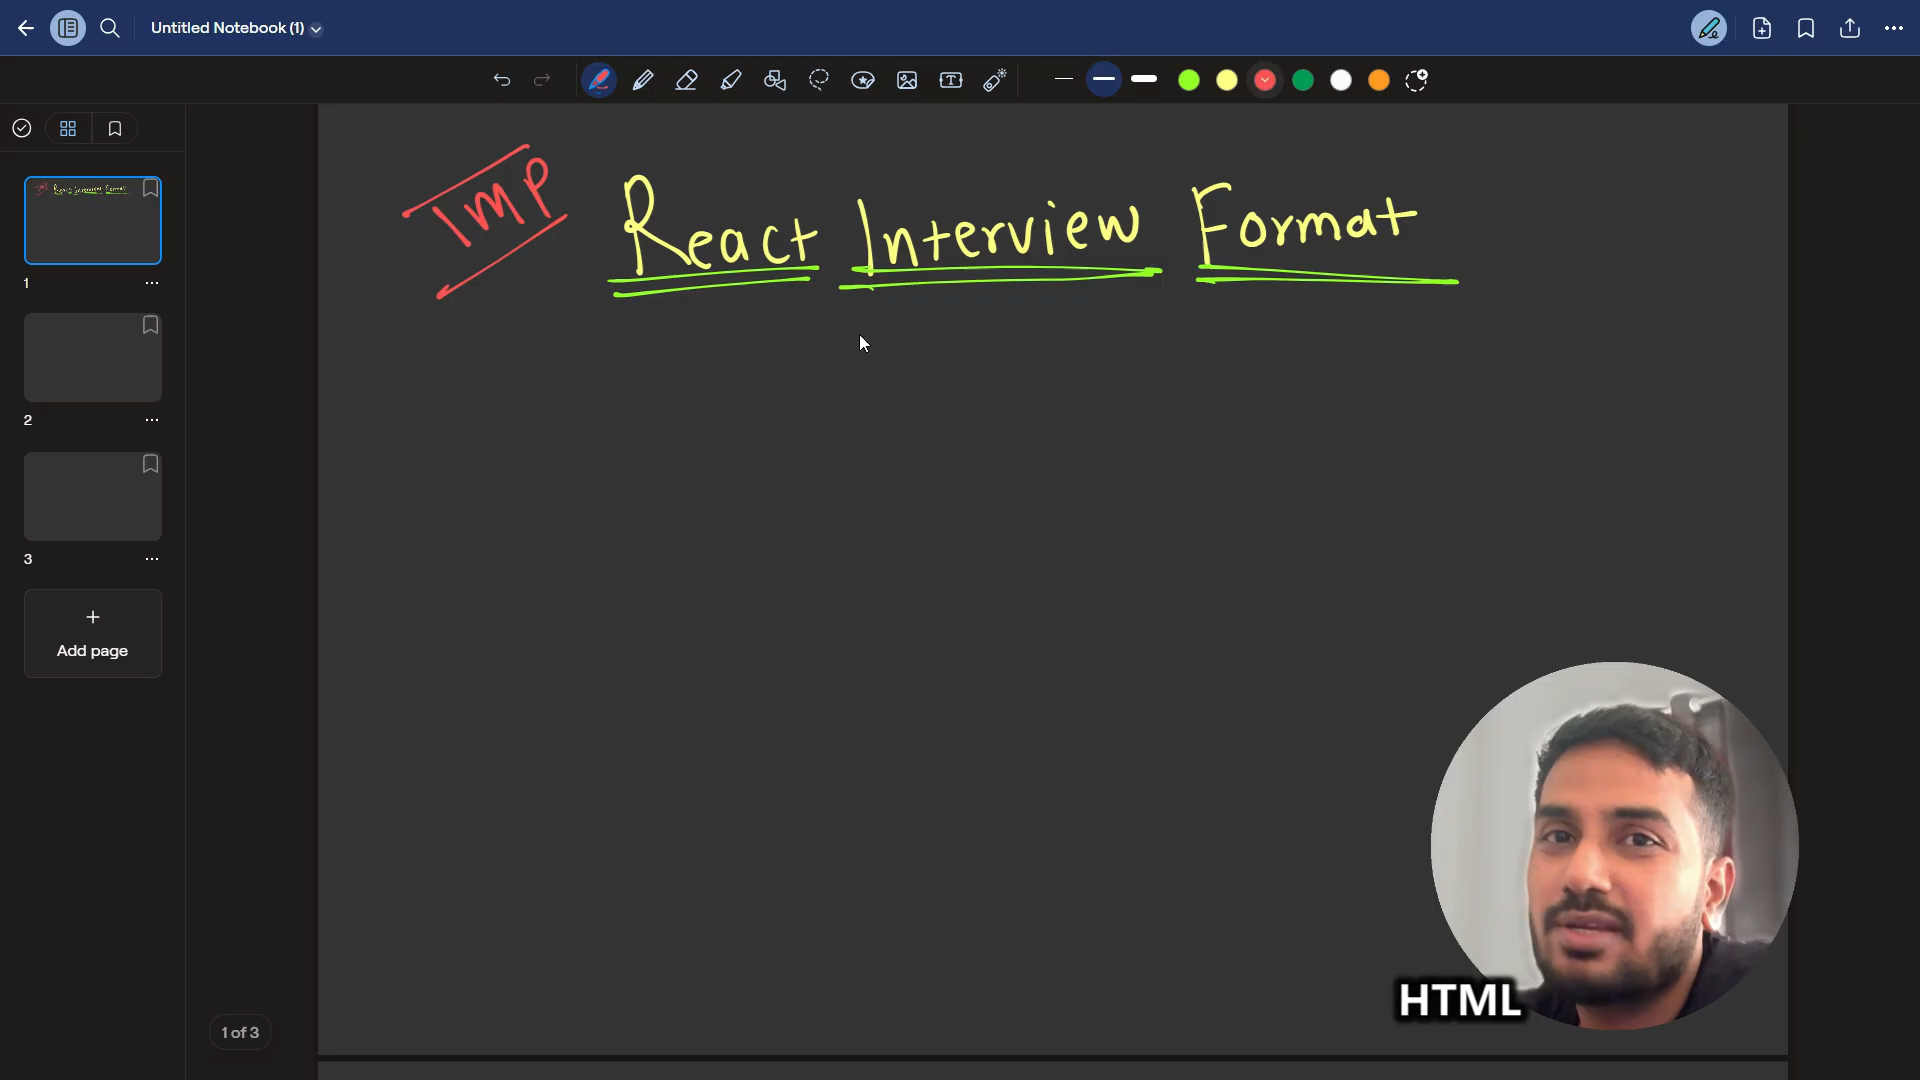 Untitled Notebook (1)
IMP
React Interview Format
1
2
3
Add page
1 of 3
HTML